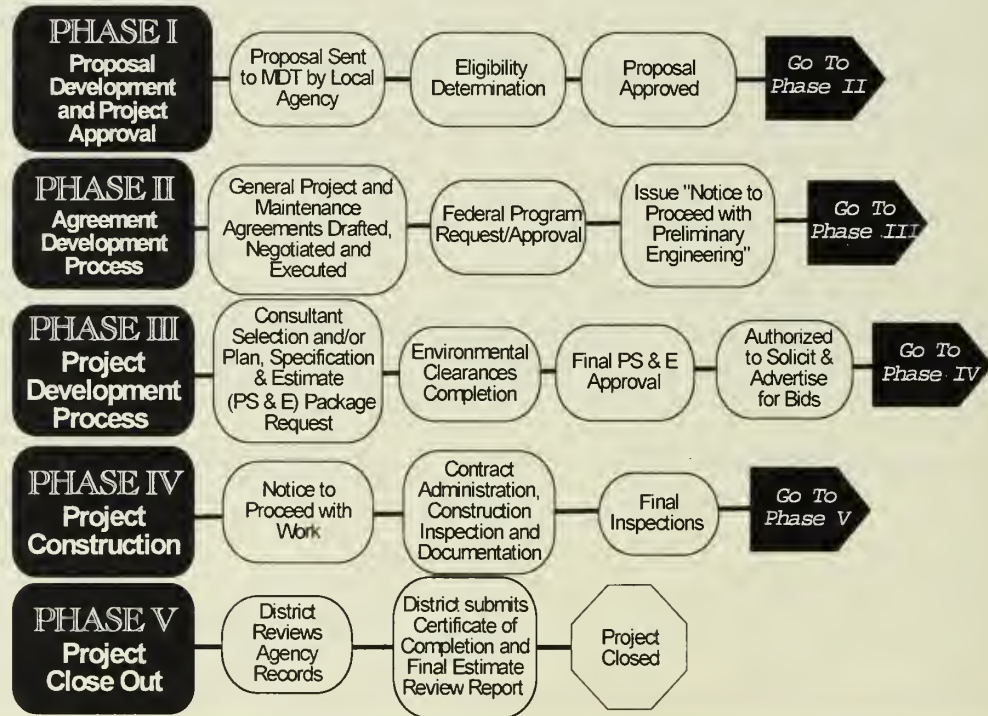 PHASE I
Proposal
Development
and Project
Approval
Proposal Sent
to MDT by Local
Agency
Eligibility
Determination
Proposal
Approved
Go To
Phase II
PHASE II
Agreement
Development
Process
General Project and
Maintenance
Agreements Drafted,
Negotiated and
Executed
Federal Program
Request/Approval
Issue "Notice to
Proceed with
Preliminary
Engineering"
Go To
Phase III
PHASE III
Project
Development
Process
Consultant
Selection and/or
Plan, Specification
& Estimate
(PS & E) Package
Request
Environmental
Clearances
Completion
Final PS & E
Approval
Authorized
to Solicit &
Advertise
for Bids
Go To
Phase IV
PHASE IV
Project
Construction
Notice to
Proceed with
Work
Contract
Administration,
Construction
Inspection and
Documentation
Final
Inspections
Go To
Phase V
PHASE V
Project
Close Out
District
Reviews
Agency
Records
District submits
Certificate of
Completion and
Final Estimate
Review Report
Project
Closed